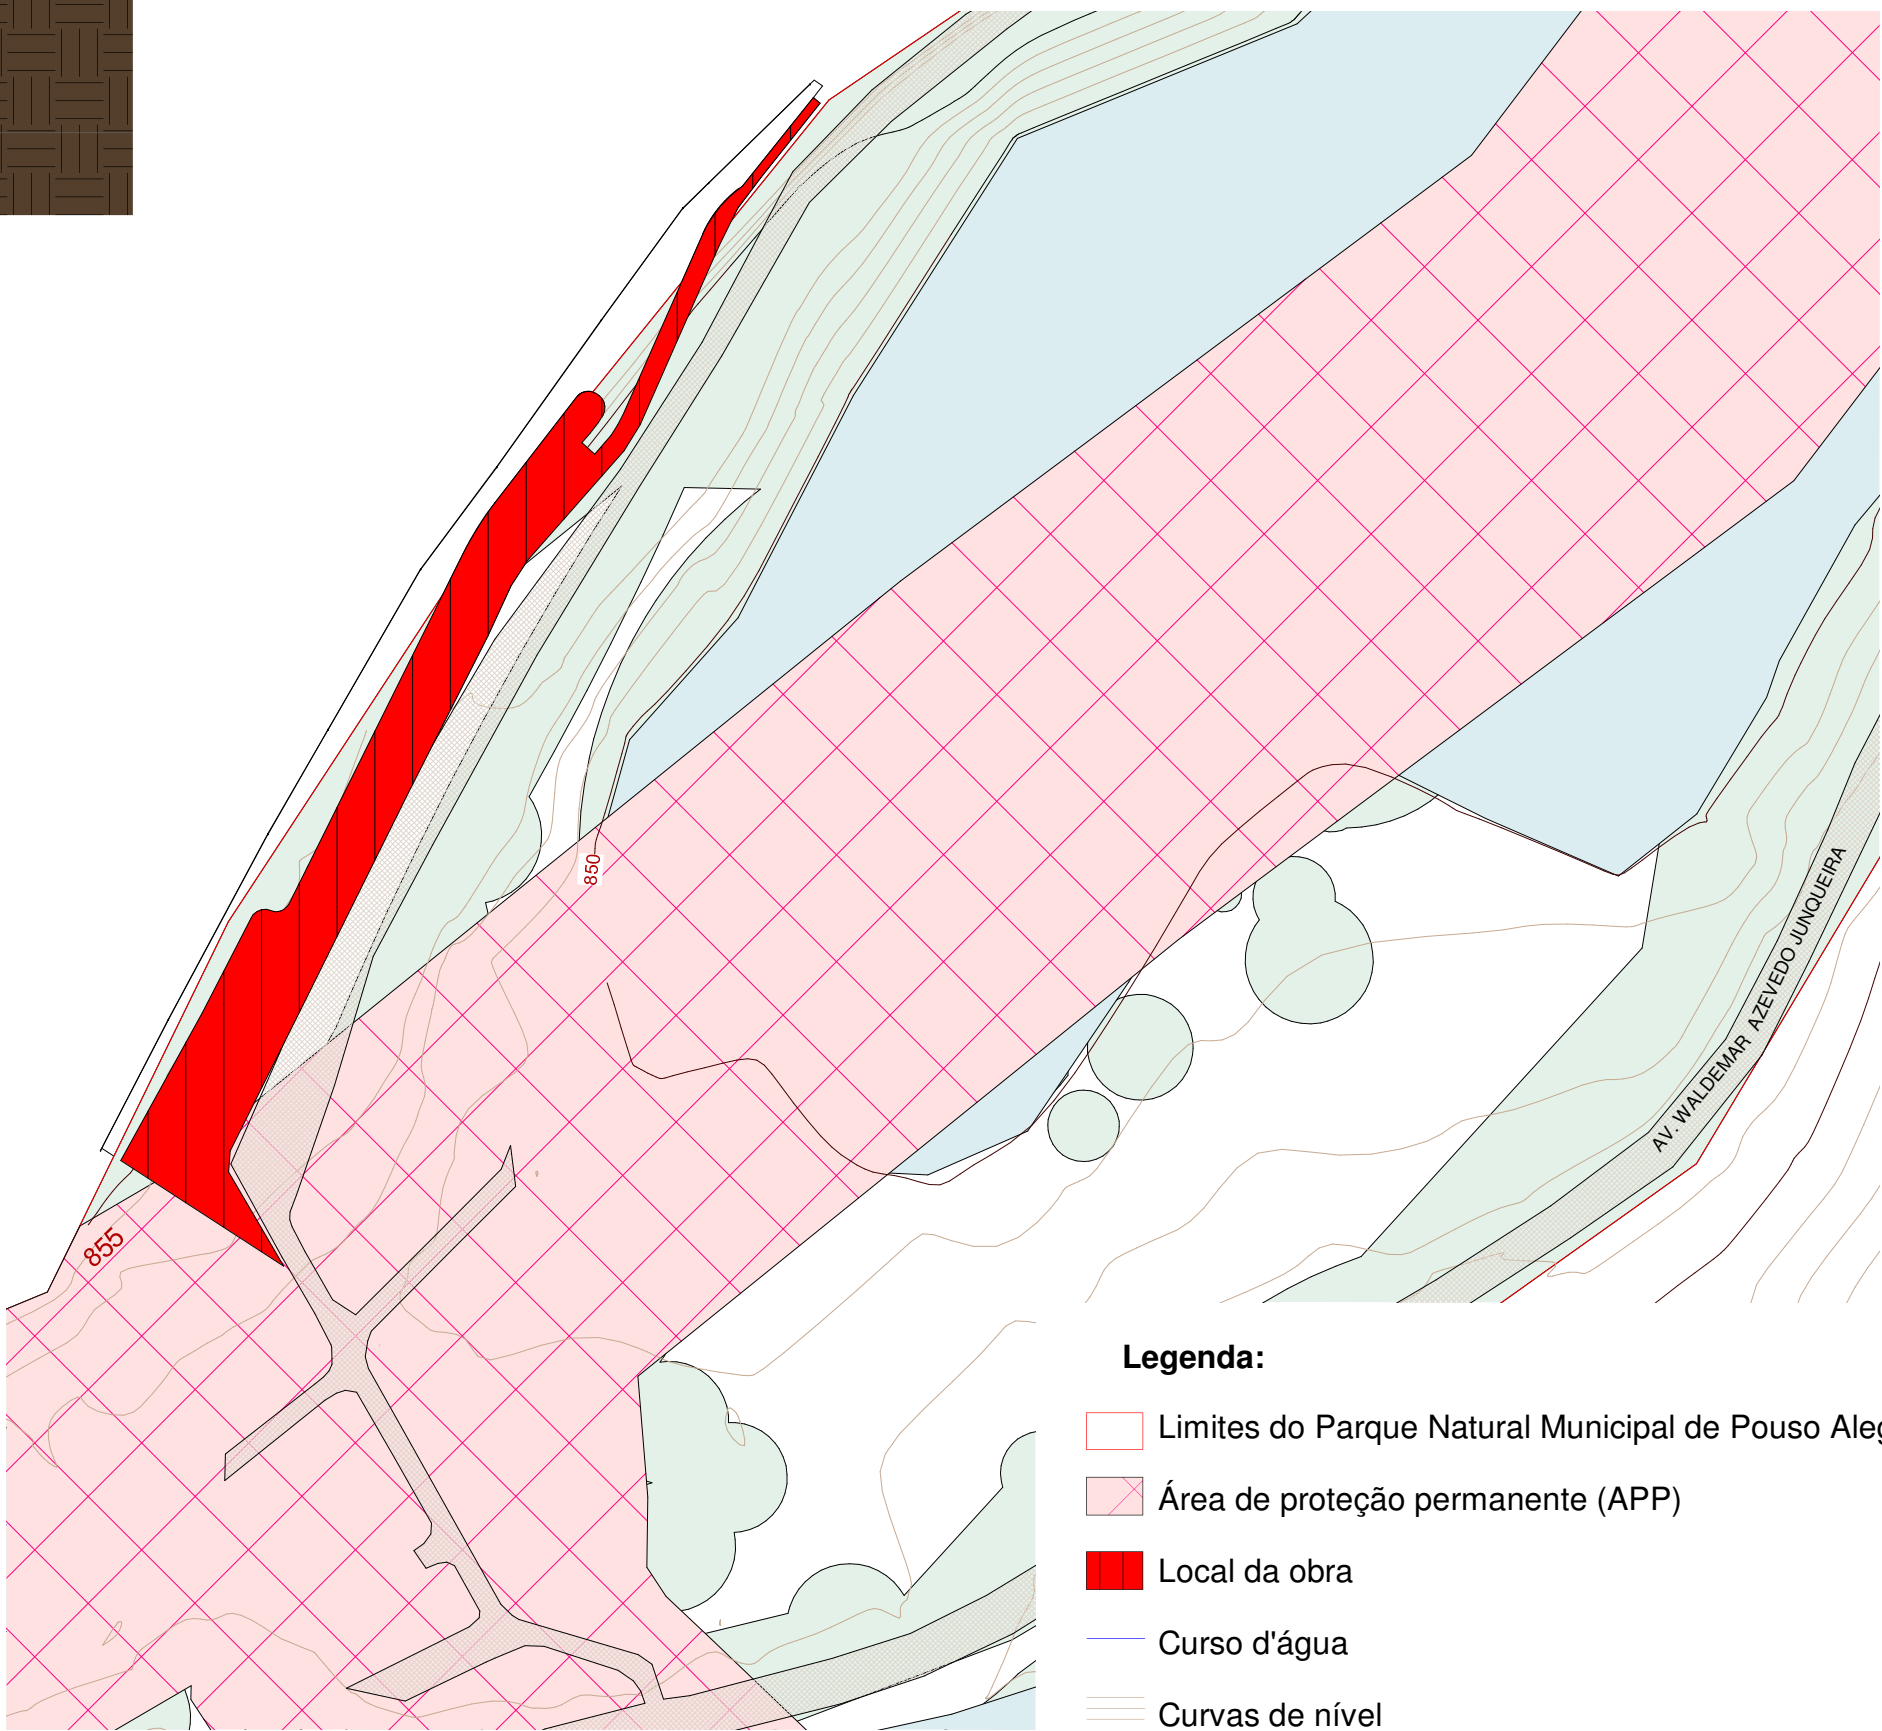 850
AV. WALDEMAR AZEVEDO JUNQUEIRA
855
Legenda:
Limites do Parque Natural Municipal de Pouso
Área de proteção permanente (APP)
Local da obra
Curso d'água
Curvas de nível